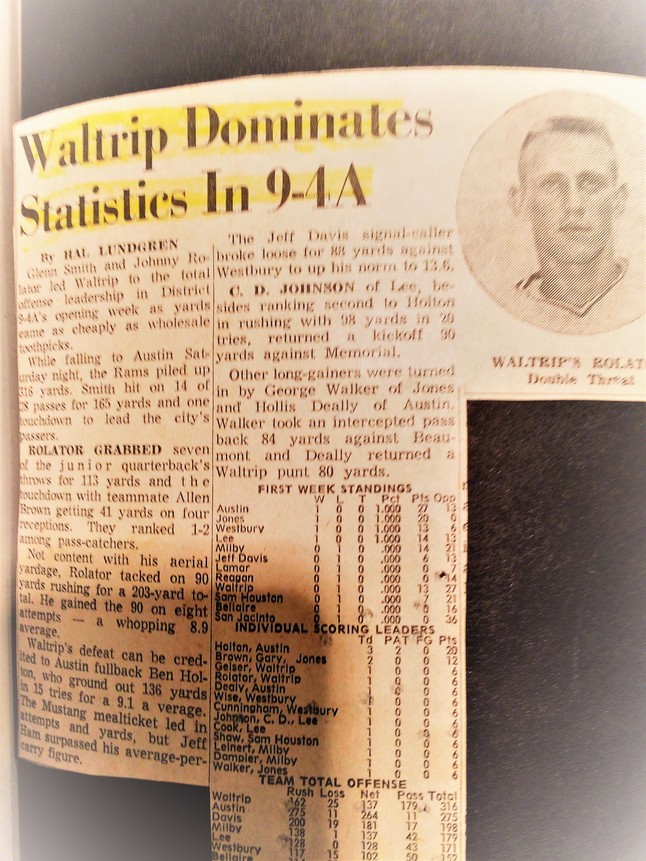 Waltrip Dominates
Statistics In 9-4A
By HAL LUNDGREN
Glenn Smith and Johnny Ro-
lator led Waltrip to the total
offense leadership in District
9-4A's opening week as yards
came as cheaply as wholesale
toothpicks.
While falling to Austin Sat-
urday night, the Rams piled up
316 yards. Smith hit on 14 of
28 passes for 165 yards and one
touchdown to lead the city's
passers.
ROLATOR GRABBED seven
of the junior quarterback's
throws for 113 yards and the
touchdown with teammate Allen
Brown getting 41 yards on four
receptions. They ranked 1-2
among pass-catchers.
Not content with his aerial
yardage, Rolator tacked on 90
yards rushing for a 203-yard to-
tal. He gained the 90 on eight
attempts — a whopping 8.9
average.
Waltrip's defeat can be cred-
ited to Austin fullback Ben Hol-
ton, who ground out 136 yards
in 15 tries for a 9.1 a verage.
The Mustang mealticket led in
attempts and yards, but Jeff
Ham surpassed his average-per-
carry figure.
The Jeff Davis signal-caller
broke loose for 88 yards against
Westbury to up his norm to 13.6.
C. D. JOHNSON of Lee, be-
sides ranking second to Holton
in rushing with 98 yards in 20
tries, returned a kickoff 90
yards against Memorial.
Other long-gainers were turned
in by George Walker of Jones
and Hollis Deally of Austin.
Walker took an intercepted pass
back 84 yards against Beau-
mont and Deally returned a
Waltrip punt 80 yards.
FIRST WEEK STANDINGS
W L T Pct Pts Opp
Austin 1 0 0 1.000 27 13
Jones 1 0 0 1.000 20 0
Westbury 1 0 0 1.000 13 6
Lee 1 0 0 1.000 14 13
Milby 0 1 0 .000 14 21
Jeff Davis 0 1 0 .000 6 13
Lamar 0 1 0 .000 0 7
Reagan 0 1 0 .000 14
Waltrip 0 1 0 .000 13 27
Sam Houston 0 1 0 .000 7 21
Bellaire 0 1 0 .000 0 16
San Jacinto 0 1 0 .000 0 36
INDIVIDUAL SCORING LEADERS
Td PAT FG Pts
Holton, Austin 3 2 0 20
Brown, Gary, Jones 2 0 0 12
Geiser, Waltrip 1 0 0 6
Rolator, Waltrip 1 0 0 6
Dealy, Austin 1 0 0 6
Wise, Westbury 1 0 0 6
Cunningham, Westbury 1 0 0 6
Johnson, C. D., Lee 1 0 0 6
Cook, Lee 1 0 0 6
Shaw, Sam Houston 1 0 0 6
Leinert, Milby 1 0 0 6
Dampier, Milby 1 0 0 6
Walker, Jones 1 0 0 6
TEAM TOTAL OFFENSE
Rush Loss Net Pass Total
Waltrip 162 25 137 179 316
Austin 275 11 264 11 275
Davis 200 19 181 17 198
Milby 138 1 137 42 179
Lee 128 0 128 43 171
Westbury 117 15 102 50 152
Bellaire
WALTRIP'S ROLAT
Double Threat